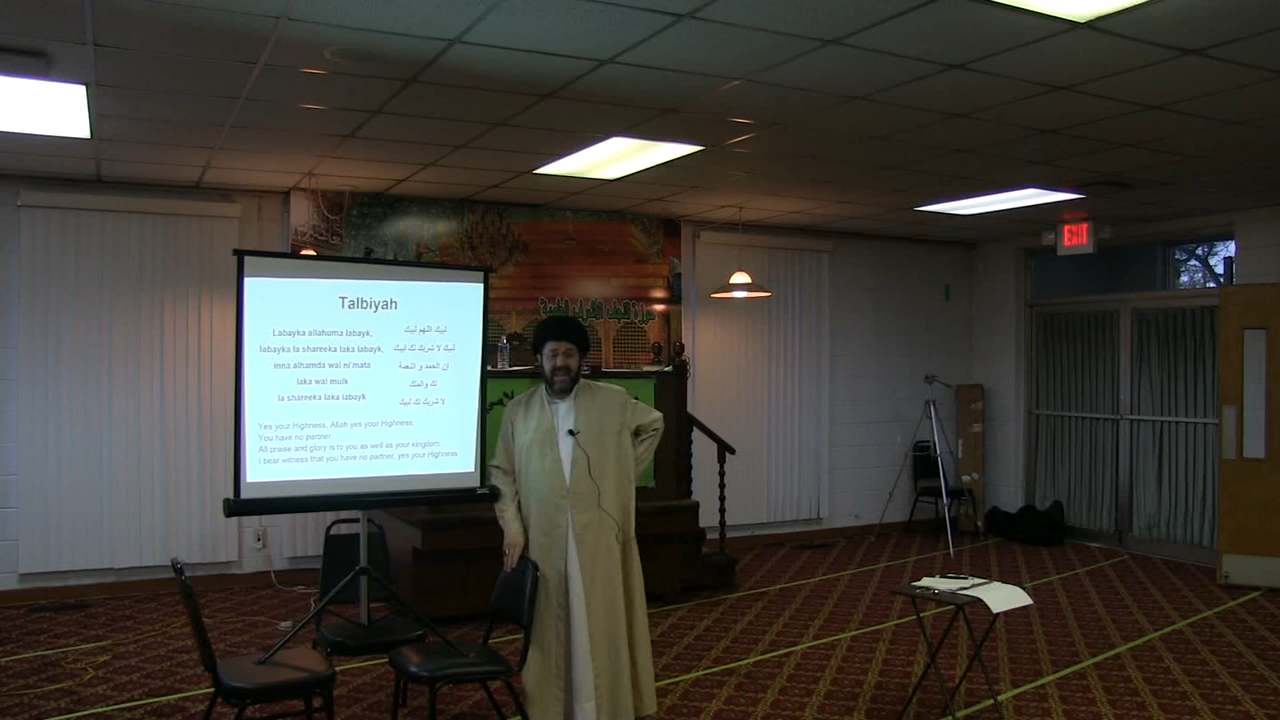 Talbiyah
Labayka allahuma labayk,
لبيك اللهم لبيك
labayka la shareeka laka labayk,
لبيك لا شريك لك لبيك
inna alhamda wal ni'mata
إن الحمد و النعمة
laka wal mulk
لك والملك
la shareeka laka labayk
لا شريك لك لبيك
Yes your Highness, Allah yes your Highness.
You have no partner.
All praise and glory is to you as well as your kingdom.
I bear witness that you have no partner, yes your Highness
EXIT